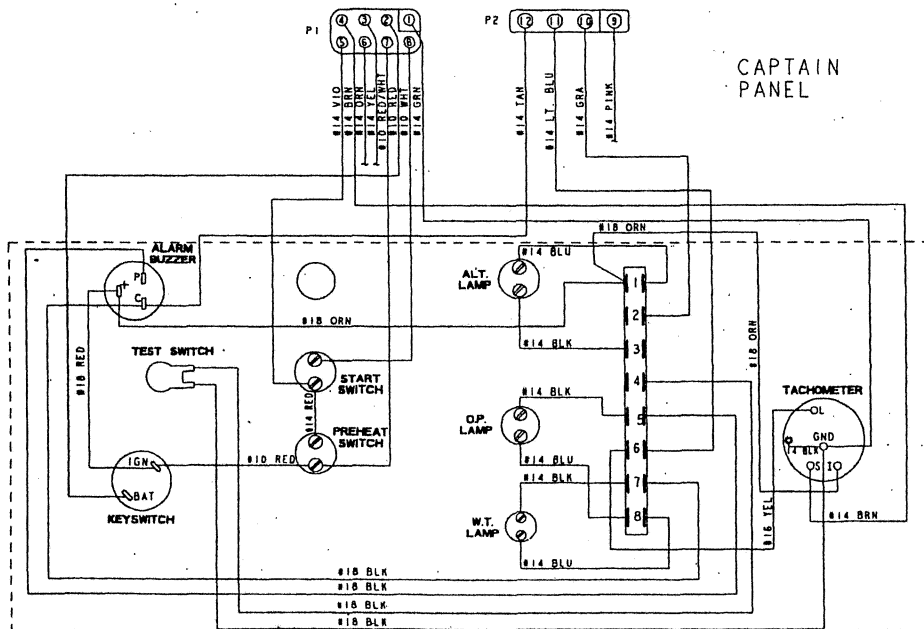 P1
4 3 2 1
5 6 7 8
P2
12 11 10 9
CAPTAIN
PANEL
#14 VIO
#14 BRN
#14 ORN
#14 YEL
#10 RED/WHT
#10 RED
#10 WHT
#14 GRN
#14 TAN
#14 LT. BLU
#14 GRA
#14 PINK
ALARM
BUZZER
P
+
C
#18 ORN
#14 BLU
ALT.
LAMP
1
2
3
4
5
6
7
8
#18 ORN
#14 BLK
#18 ORN
TEST SWITCH
#18 RED
START
SWITCH
#14 RED
PREHEAT
SWITCH
#10 RED
IGN
BAT
KEYSWITCH
#14 BLK
O.P.
LAMP
#14 BLU
#14 BLK
W.T.
LAMP
#14 BLU
TACHOMETER
L
GND
14 BLK
S I
#16 YEL
#14 BRN
#18 BLK
#18 BLK
#18 BLK
#18 BLK